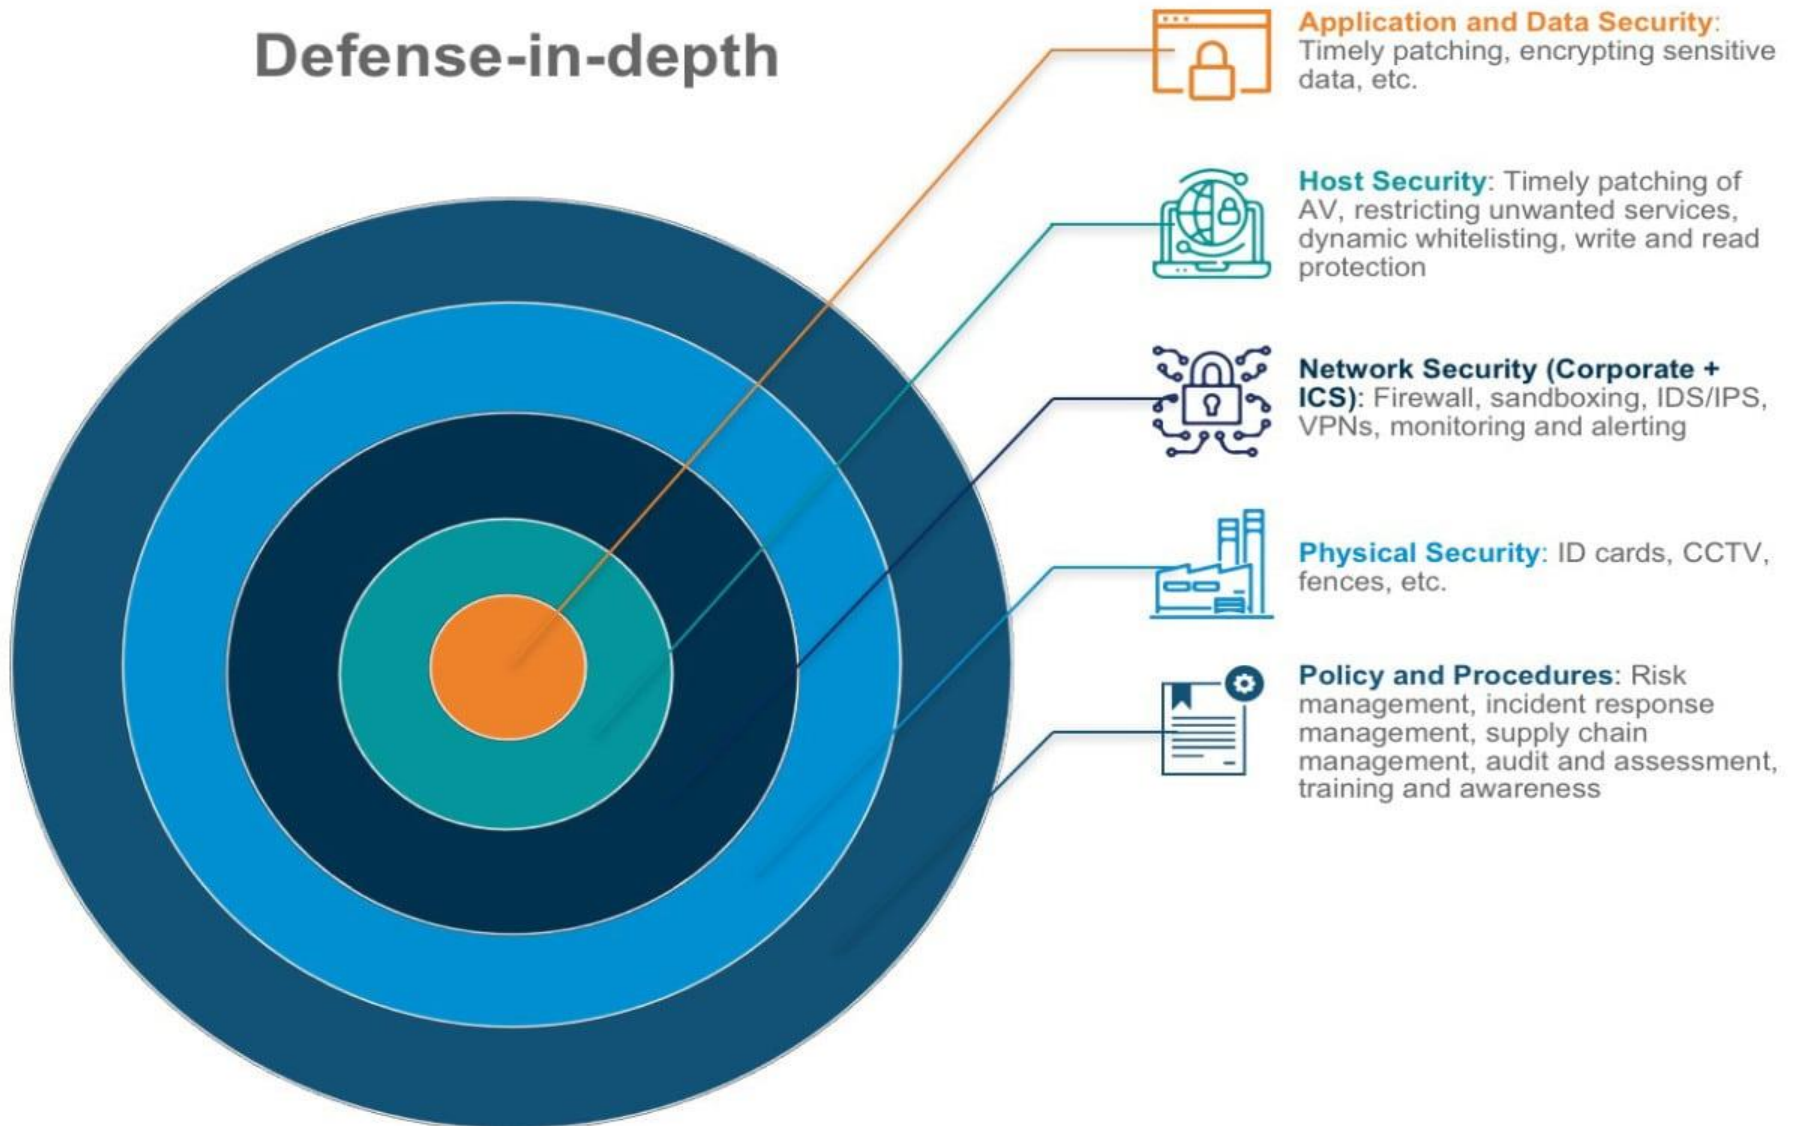 Defense-in-depth
Application and Data Security:
Timely patching, encrypting sensitive
data, etc.
Host Security: Timely patching of
AV, restricting unwanted services,
dynamic whitelisting, write and read
protection
Network Security (Corporate +
ICS): Firewall, sandboxing, IDS/IPS,
VPNs, monitoring and alerting
Physical Security: ID cards, CCTV,
fences, etc.
Policy and Procedures: Risk
management, incident response
management, supply chain
management, audit and assessment,
training and awareness